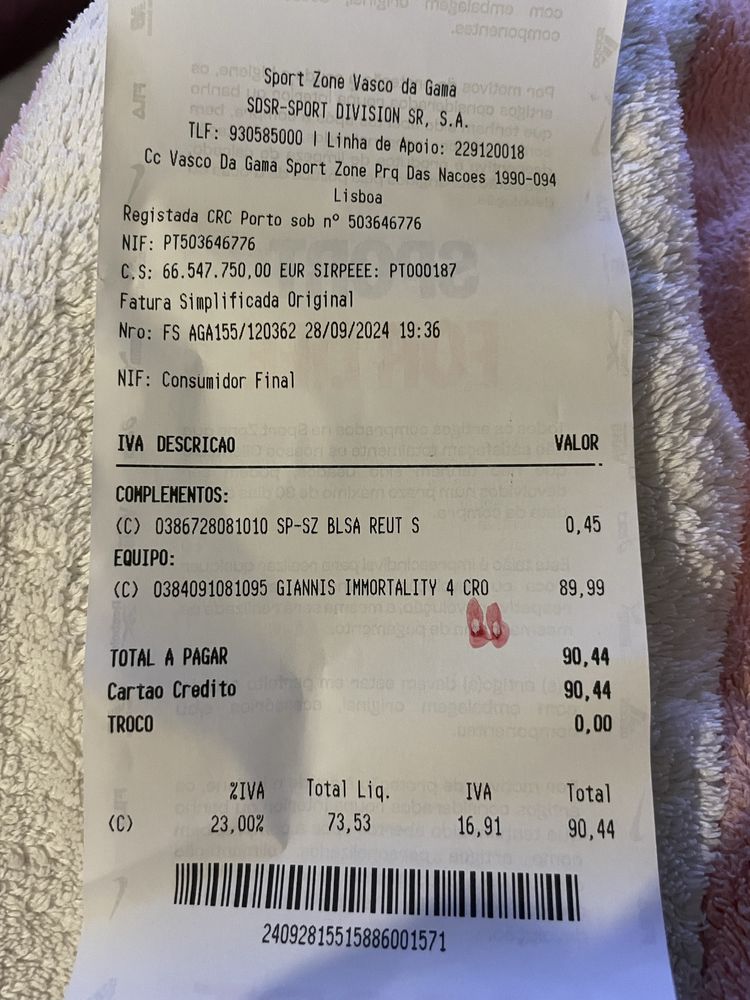 Sport Zone Vasco da Gama
SDSR-SPORT DIVISION SR, S.A.
TLF: 930585000 | Linha de Apoio: 229120018
Cc Vasco Da Gama Sport Zone Prq Das Nacoes 1990-094
Lisboa
Registada CRC Porto sob nº 503646776
NIF: PT503646776
C.S: 66.547.750,00 EUR SIRPEEE: PT000187
Fatura Simplificada Original
Nro: FS AGA155/120362 28/09/2024 19:36
NIF: Consumidor Final
IVA DESCRICAO VALOR
COMPLEMENTOS:
(C) 0386728081010 SP-SZ BLSA REUT S 0,45
EQUIPO:
(C) 0384091081095 GIANNIS IMMORTALITY 4 CRO 89,99
TOTAL A PAGAR 90,44
Cartao Credito 90,44
TROCO 0,00
%IVA Total Liq. IVA Total
(C) 23,00% 73,53 16,91 90,44
24092815515886001571